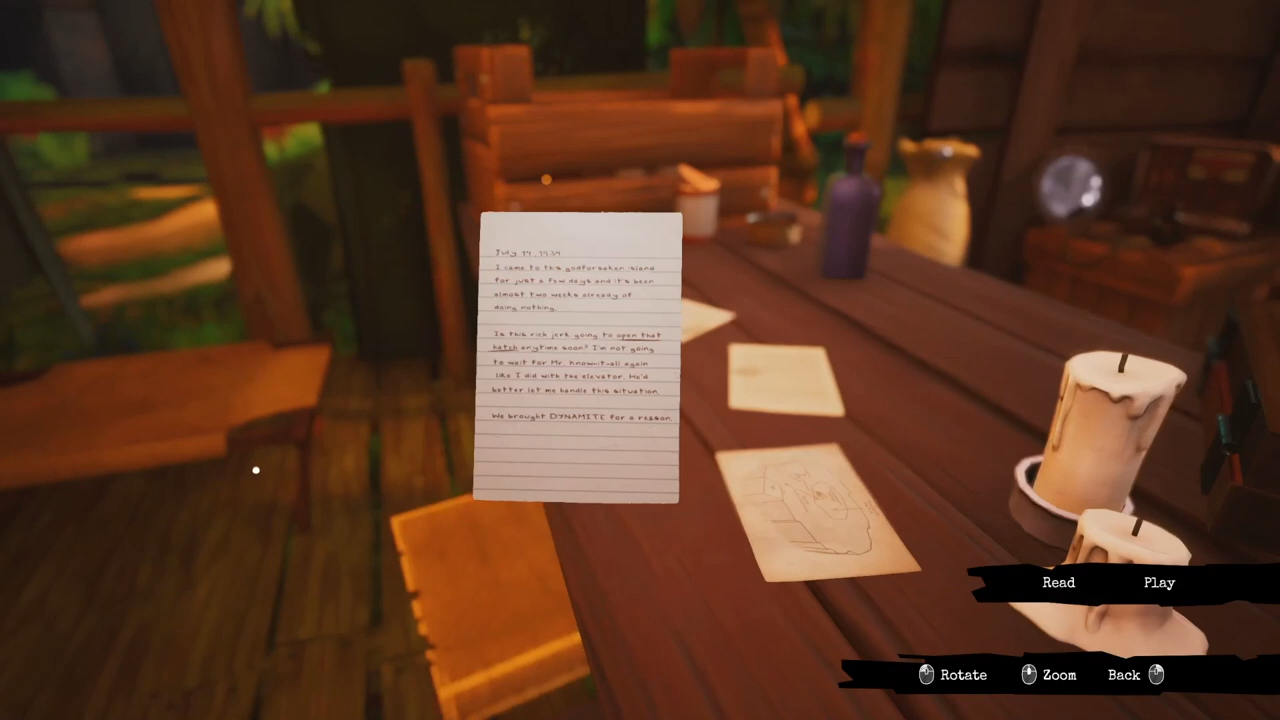 July 14, 1934
I came to this godforsaken island
for just a few days and it's been
almost two weeks already of
doing nothing.
Is this rich jerk going to open that
hatch anytime soon? I'm not going
to wait for Mr. knowit-all again
like I did with the elevator. He'd
better let me handle this situation.
We brought DYNAMITE for a reason.
Read Play
Rotate Zoom Back